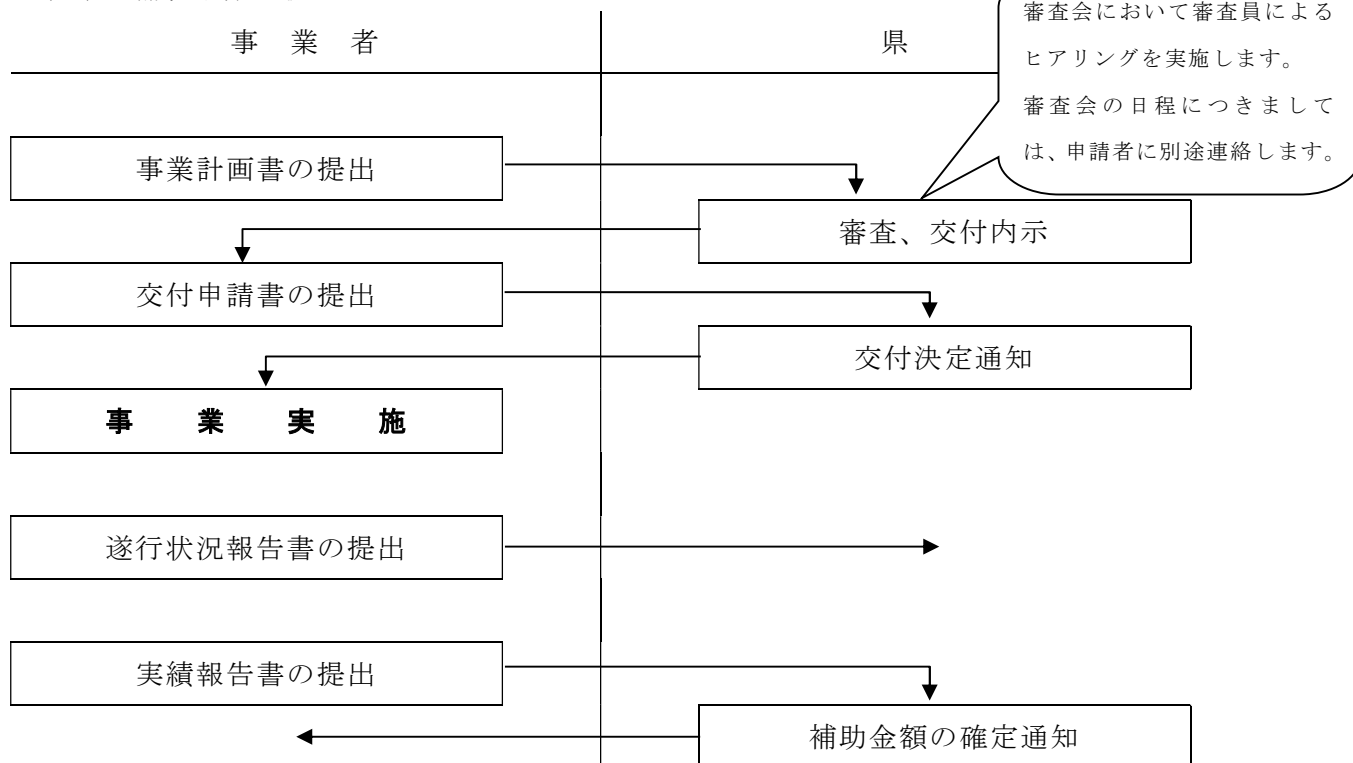 事業者
県
審査会において審査員による
ヒアリングを実施します。
審査会の日程につきまして
は、申請者に別途連絡します。
事業計画書の提出
審査、交付内示
交付申請書の提出
交付決定通知
事業実施
遂行状況報告書の提出
実績報告書の提出
補助金額の確定通知